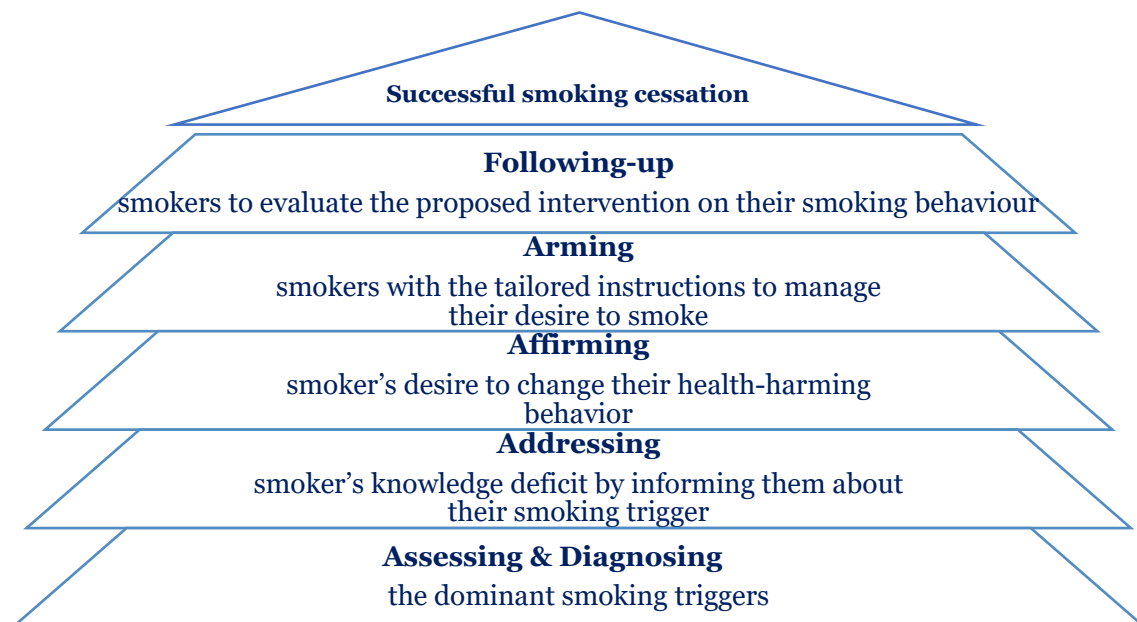 Successful smoking cessation
Following-up
smokers to evaluate the proposed intervention on their smoking behaviour
Arming
smokers with the tailored instructions to manage
their desire to smoke
Affirming
smoker’s desire to change their health-harming
behavior
Addressing
smoker’s knowledge deficit by informing them about
their smoking trigger
Assessing & Diagnosing
the dominant smoking triggers